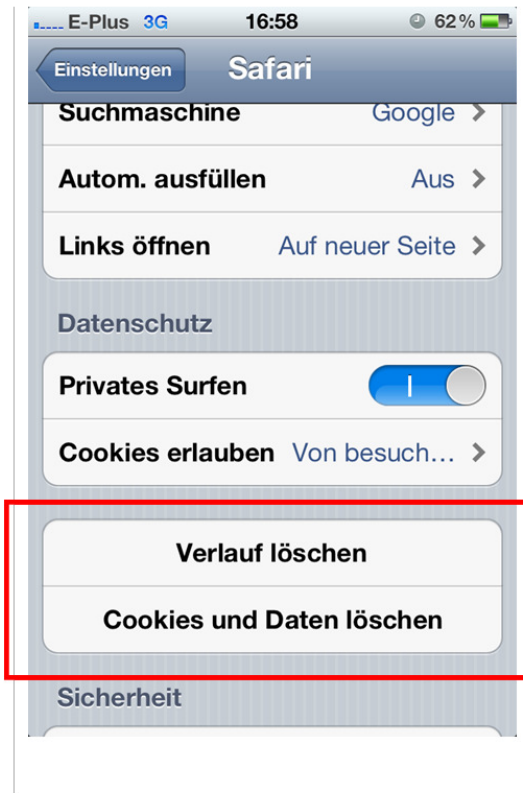 E-Plus 3G 16:58 62 %
Einstellungen Safari
Suchmaschine Google
Autom. ausfüllen Aus
Links öffnen Auf neuer Seite
Datenschutz
Privates Surfen
Cookies erlauben Von besuch…
Verlauf löschen
Cookies und Daten löschen
Sicherheit